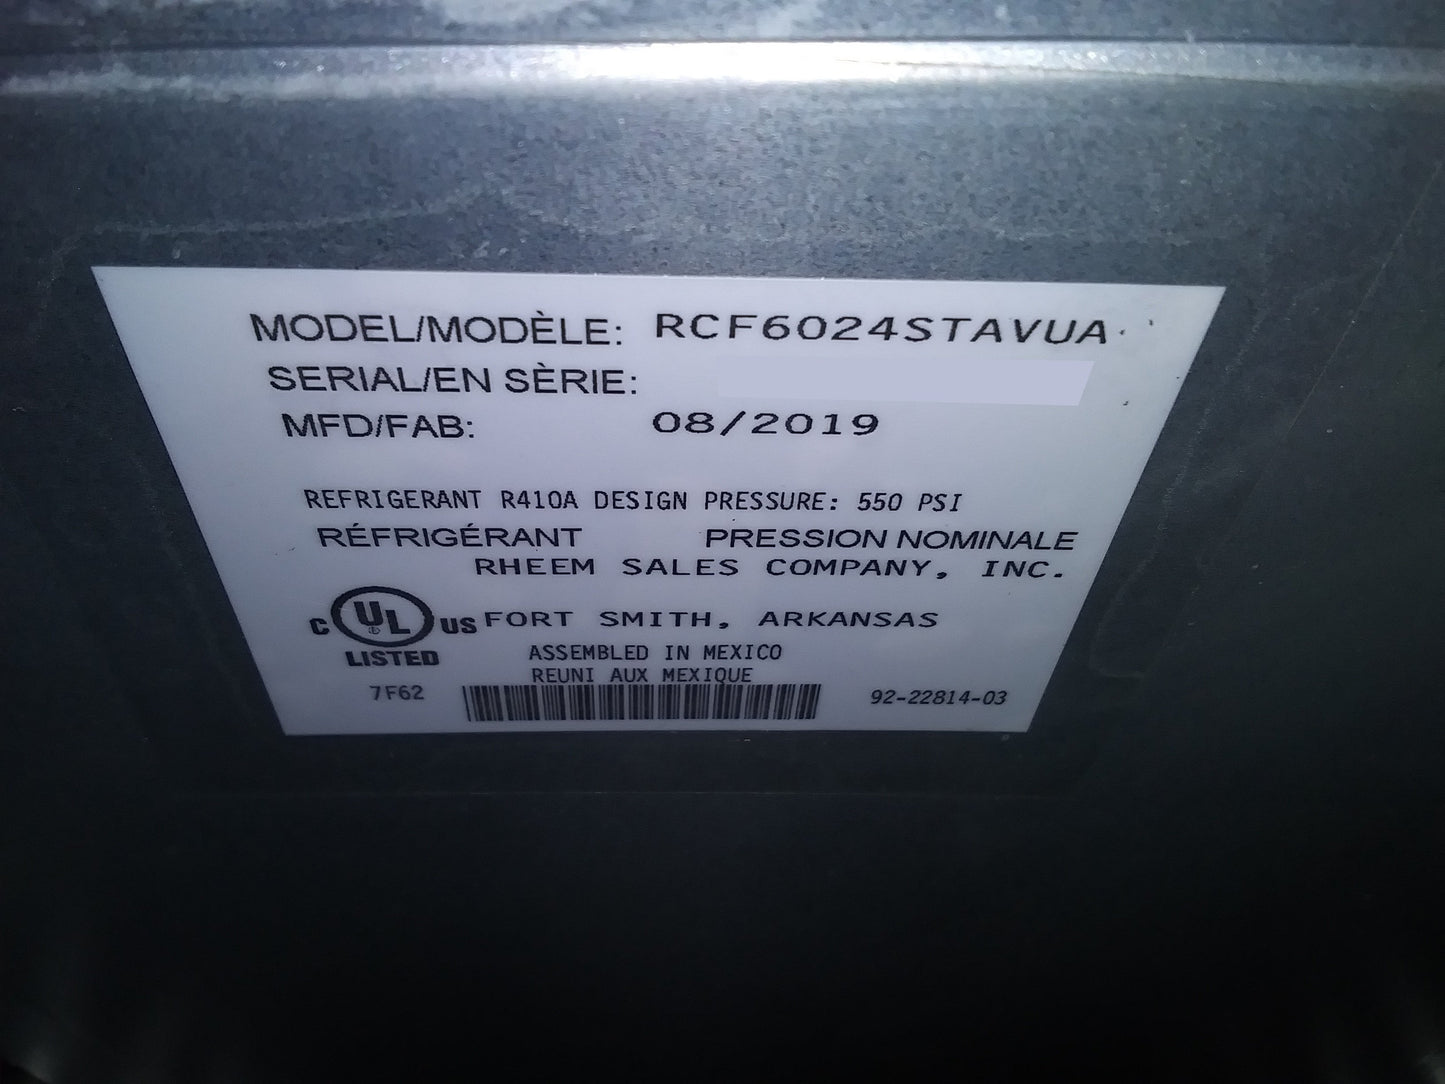 MODEL/MODÈLE: RCF6024STAVUA
SERIAL/EN SÈRIE:
MFD/FAB: 08/2019
REFRIGERANT R410A DESIGN PRESSURE: 550 PSI
RÉFRIGÉRANT PRESSION NOMINALE
RHEEM SALES COMPANY, INC.
C UL ® US FORT SMITH, ARKANSAS
LISTED ASSEMBLED IN MEXICO
REUNI AUX MEXIQUE
7F62 92-22814-03